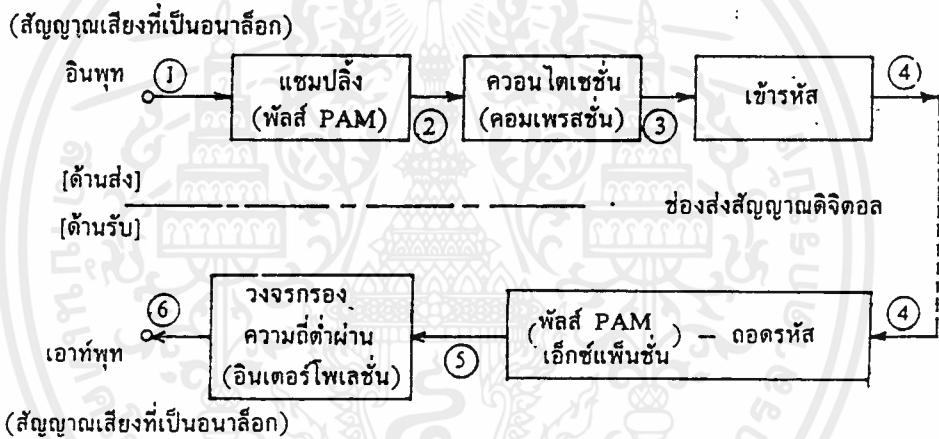 (สัญญาณเสียงที่เป็นอนาล็อก)
อินพุท
①
แซมปลิ้ง
(พัลส์ PAM)
②
ควอนไตเซชั่น
(คอมเพรสชั่น)
③
เข้ารหัส
④
[ด้านส่ง]
ช่องส่งสัญญาณดิจิตอล
[ด้านรับ]
④
(พัลส์ PAM
เอ็กซ์แพ็นชั่น) – ถอดรหัส
⑤
วงจรกรอง
ความถี่ต่ำผ่าน
(อินเตอร์โพเลชั่น)
⑥
เอาท์พุท
(สัญญาณเสียงที่เป็นอนาล็อก)